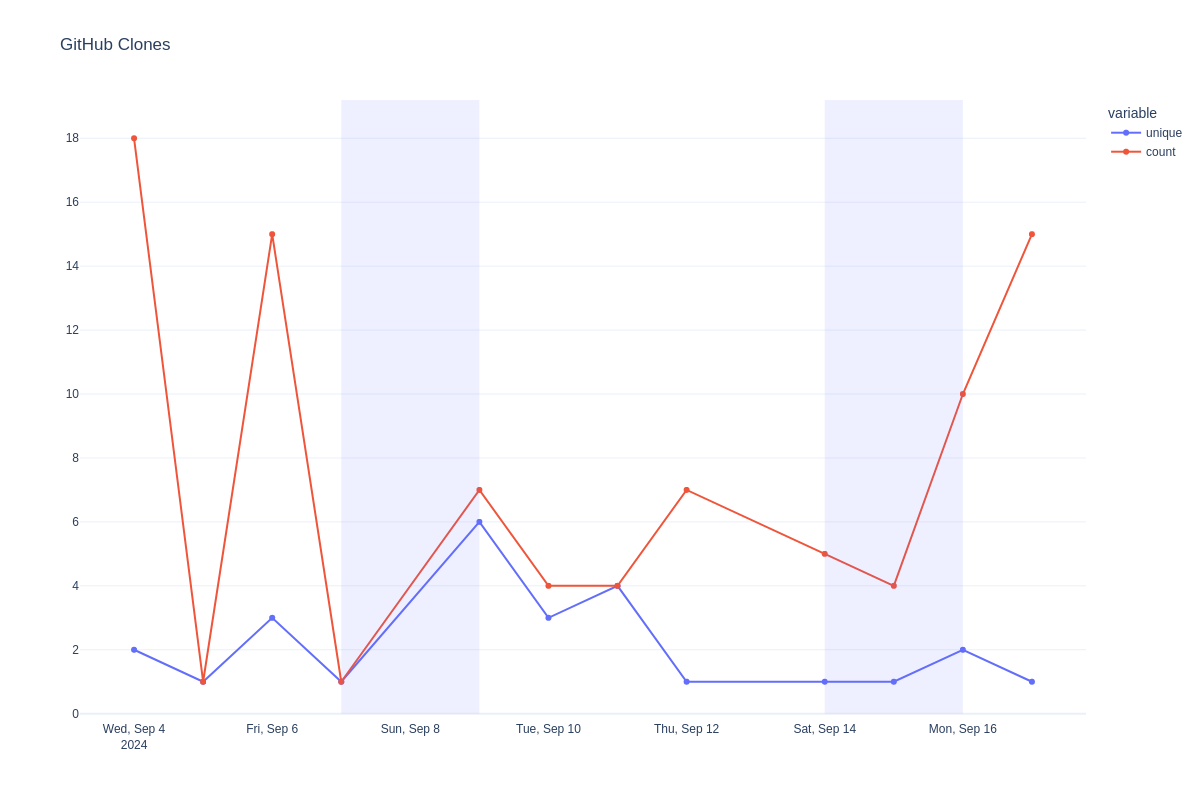 GitHub Clones
variable
unique
count
18
16
14
12
10
8
6
4
2
0
Wed, Sep 4
2024
Fri, Sep 6
Sun, Sep 8
Tue, Sep 10
Thu, Sep 12
Sat, Sep 14
Mon, Sep 16